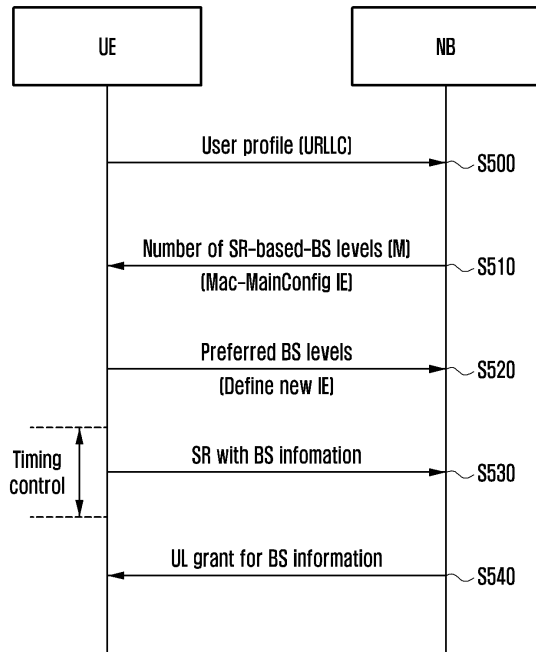 UE
NB
User profile (URLLC)
S500
Number of SR-based-BS levels (M)
S510
(Mac-MainConfig IE)
Preferred BS levels
S520
(Define new IE)
Timing
control
SR with BS infomation
S530
UL grant for BS information
S540